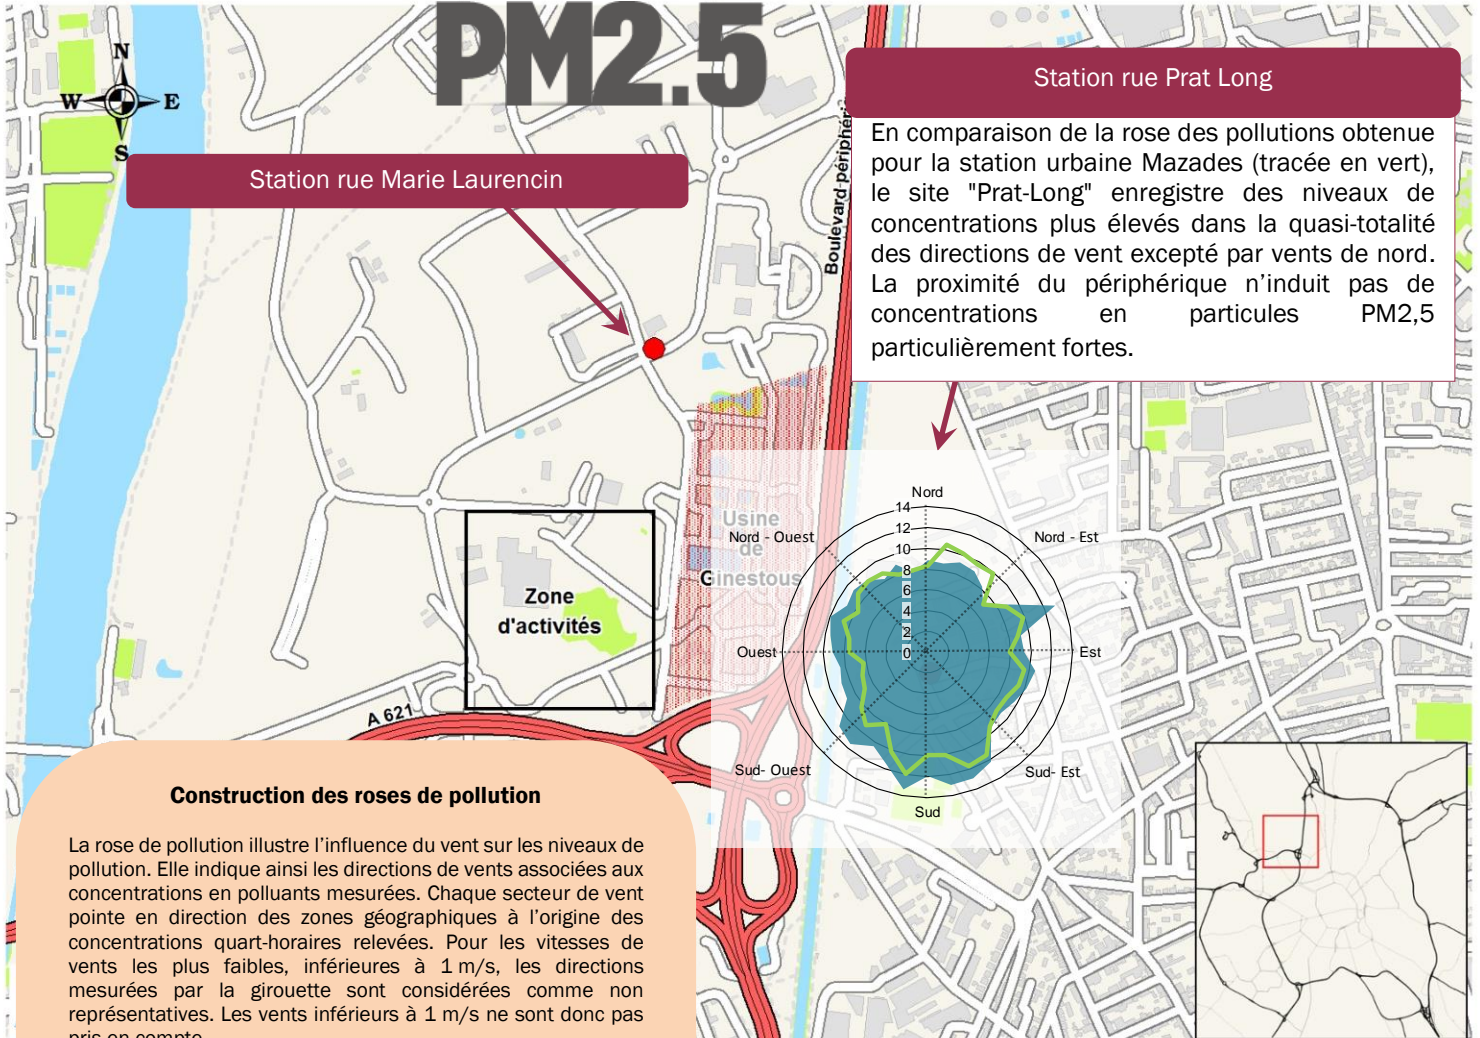 PM2.5
N
W
E
S
Station rue Marie Laurencin
Station rue Prat Long
En comparaison de la rose des pollutions obtenue
pour la station urbaine Mazades (tracée en vert),
le site "Prat-Long" enregistre des niveaux de
concentrations plus élevés dans la quasi-totalité
des directions de vent excepté par vents de nord.
La proximité du périphérique n'induit pas de
concentrations en particules PM2,5
particulièrement fortes.
Boulevard périphéri
Usine
de
Ginestous
Zone
d'activités
A 621
Nord
Nord - Est
Est
Sud- Est
Sud
Sud- Ouest
Ouest
Nord - Ouest
14
12
10
8
6
4
2
0
Construction des roses de pollution
La rose de pollution illustre l'influence du vent sur les niveaux de
pollution. Elle indique ainsi les directions de vents associées aux
concentrations en polluants mesurées. Chaque secteur de vent
pointe en direction des zones géographiques à l'origine des
concentrations quart-horaires relevées. Pour les vitesses de
vents les plus faibles, inférieures à 1 m/s, les directions
mesurées par la girouette sont considérées comme non
représentatives. Les vents inférieurs à 1 m/s ne sont donc pas
pris en compte